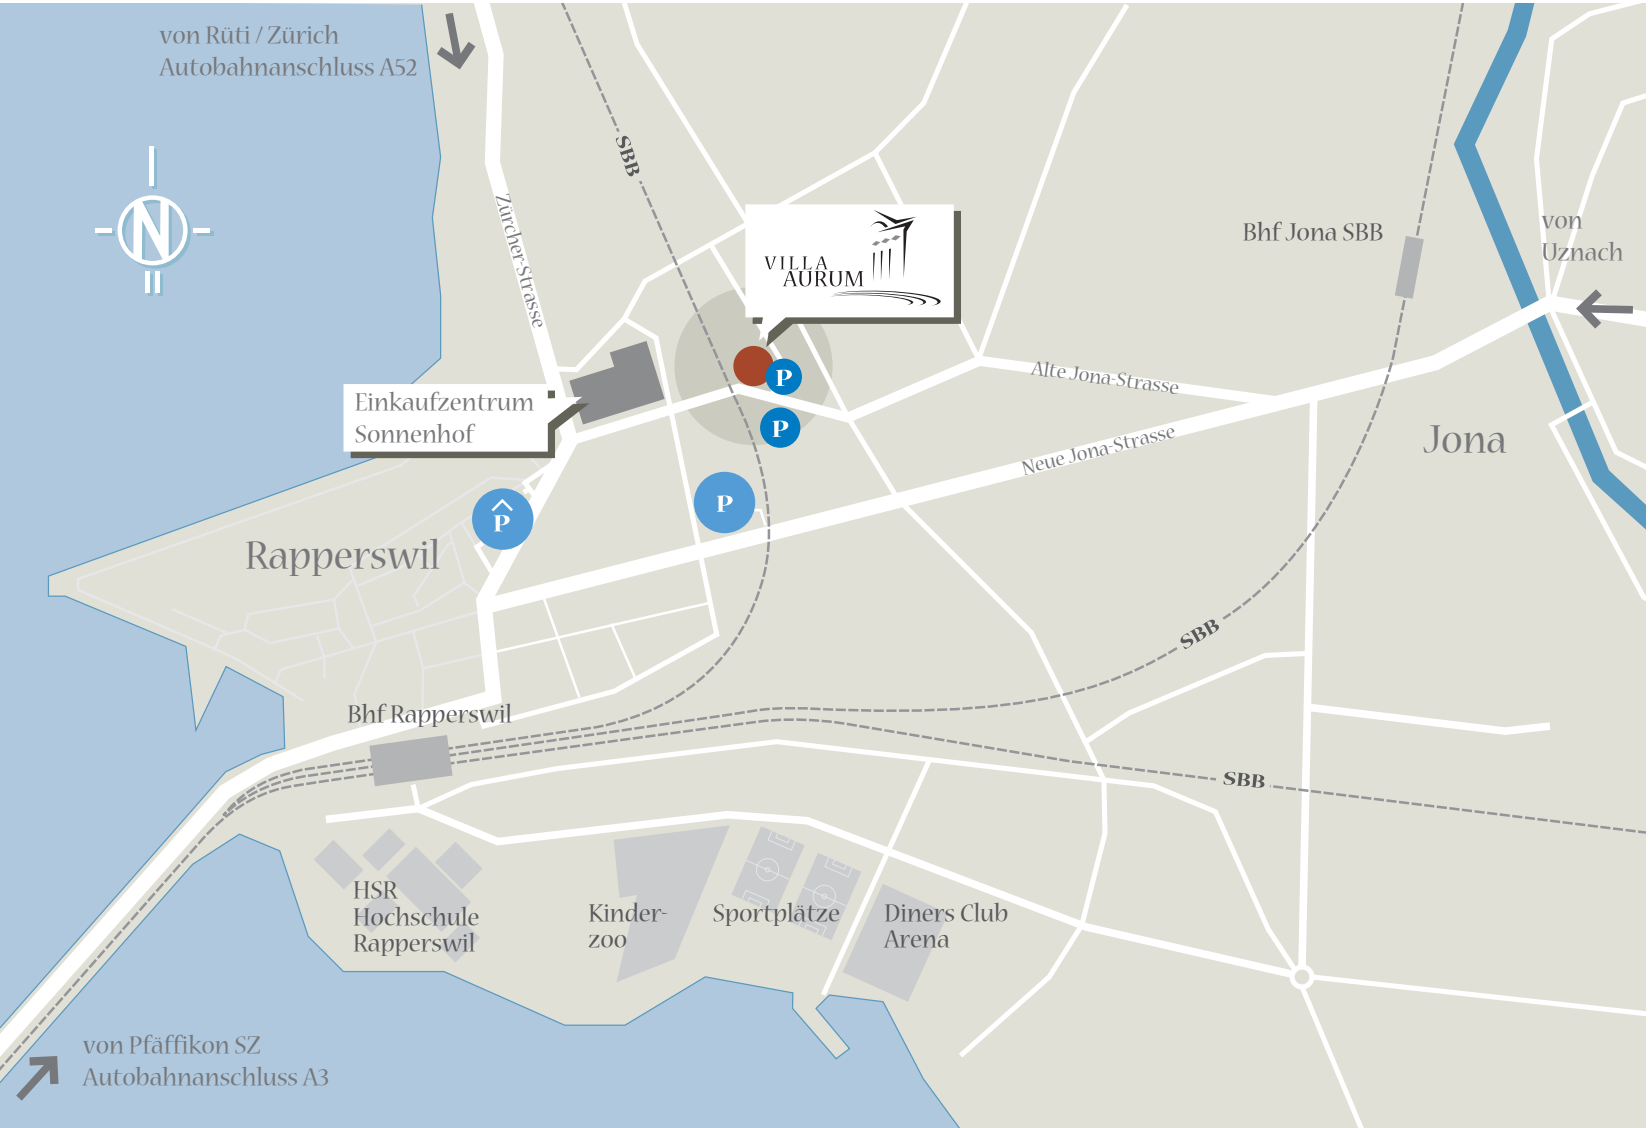 von Rüti / Zürich
Autobahnanschluss A52
SBB
N
Zürcher-Strasse
VILLA
AURUM
Bhf Jona SBB
von
Uznach
Einkaufzentrum
Sonnenhof
P
P
Alte Jona-Strasse
Neue Jona-Strasse
Jona
P
P
Rapperswil
SBB
Bhf Rapperswil
SBB
HSR
Hochschule
Rapperswil
Kinder-
zoo
Sportplätze
Diners Club
Arena
von Pfäffikon SZ
Autobahnanschluss A3